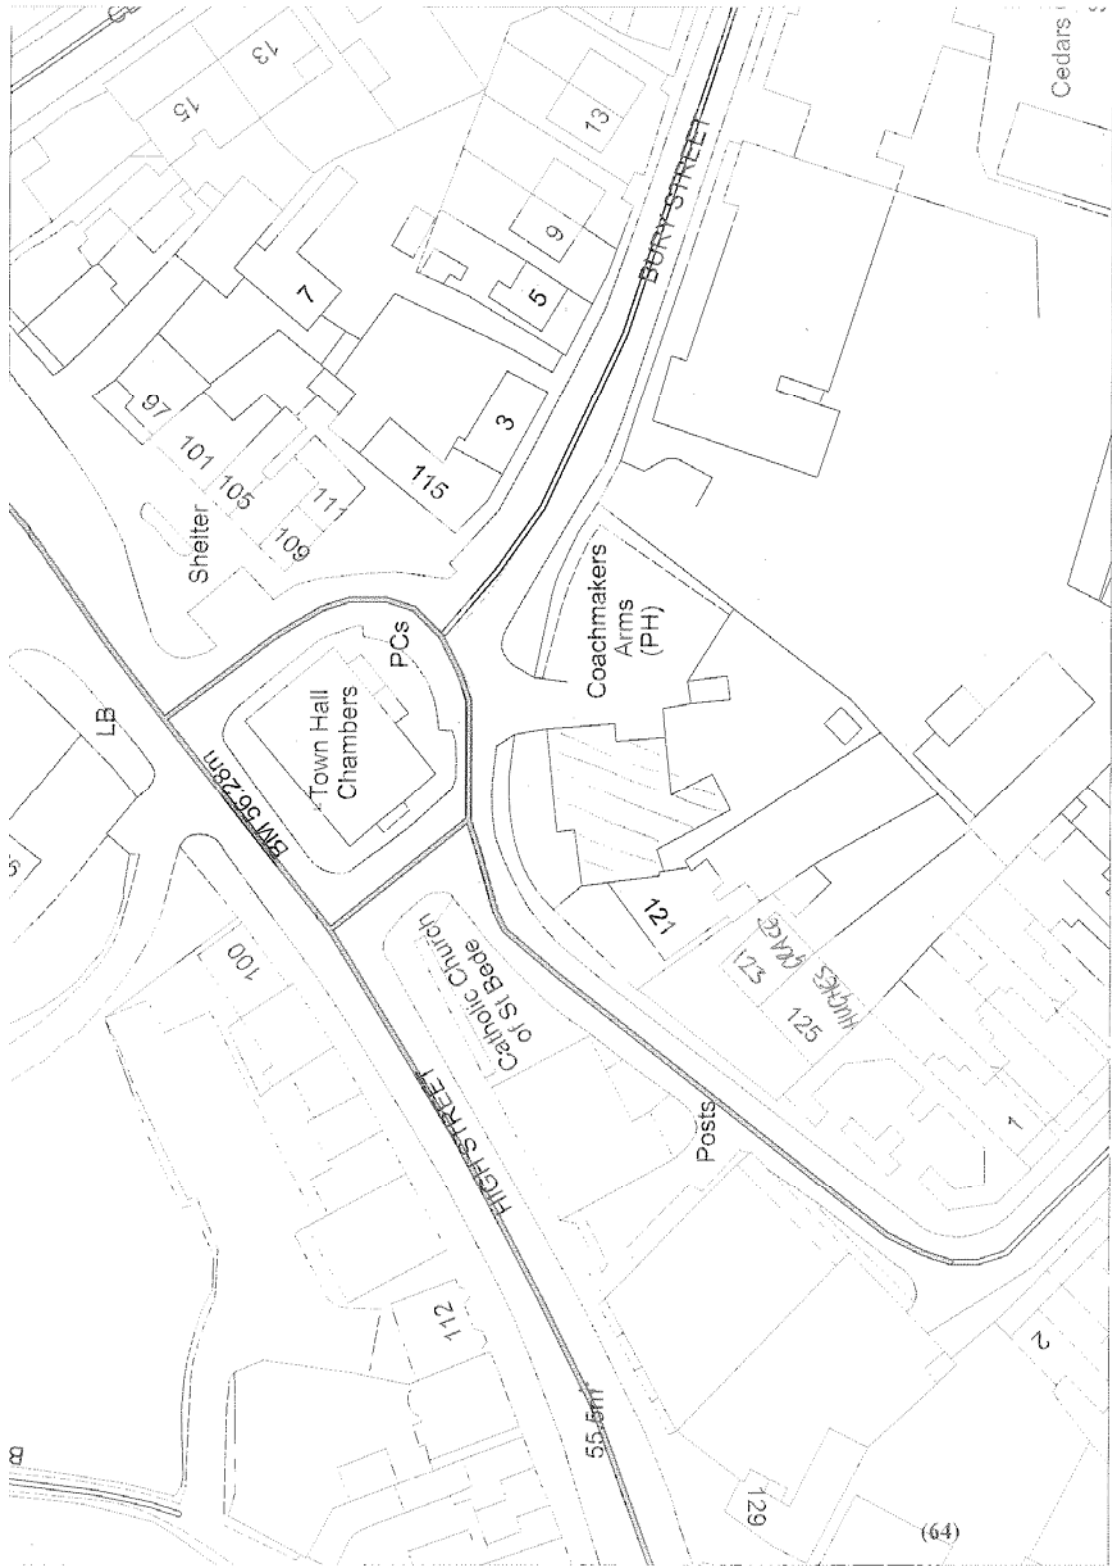 Cedars
13
15
13
BURY STREET
9
5
7
97
101
105
111
109
115
3
Shelter
LB
PCs
Town Hall
Chambers
BM 56.28m
Coachmakers
Arms
(PH)
100
Catholic Church
of St Bede
121
123
GRACE
125
HUGHES
HIGH STREET
Posts
1
112
55.5m
2
129
(64)